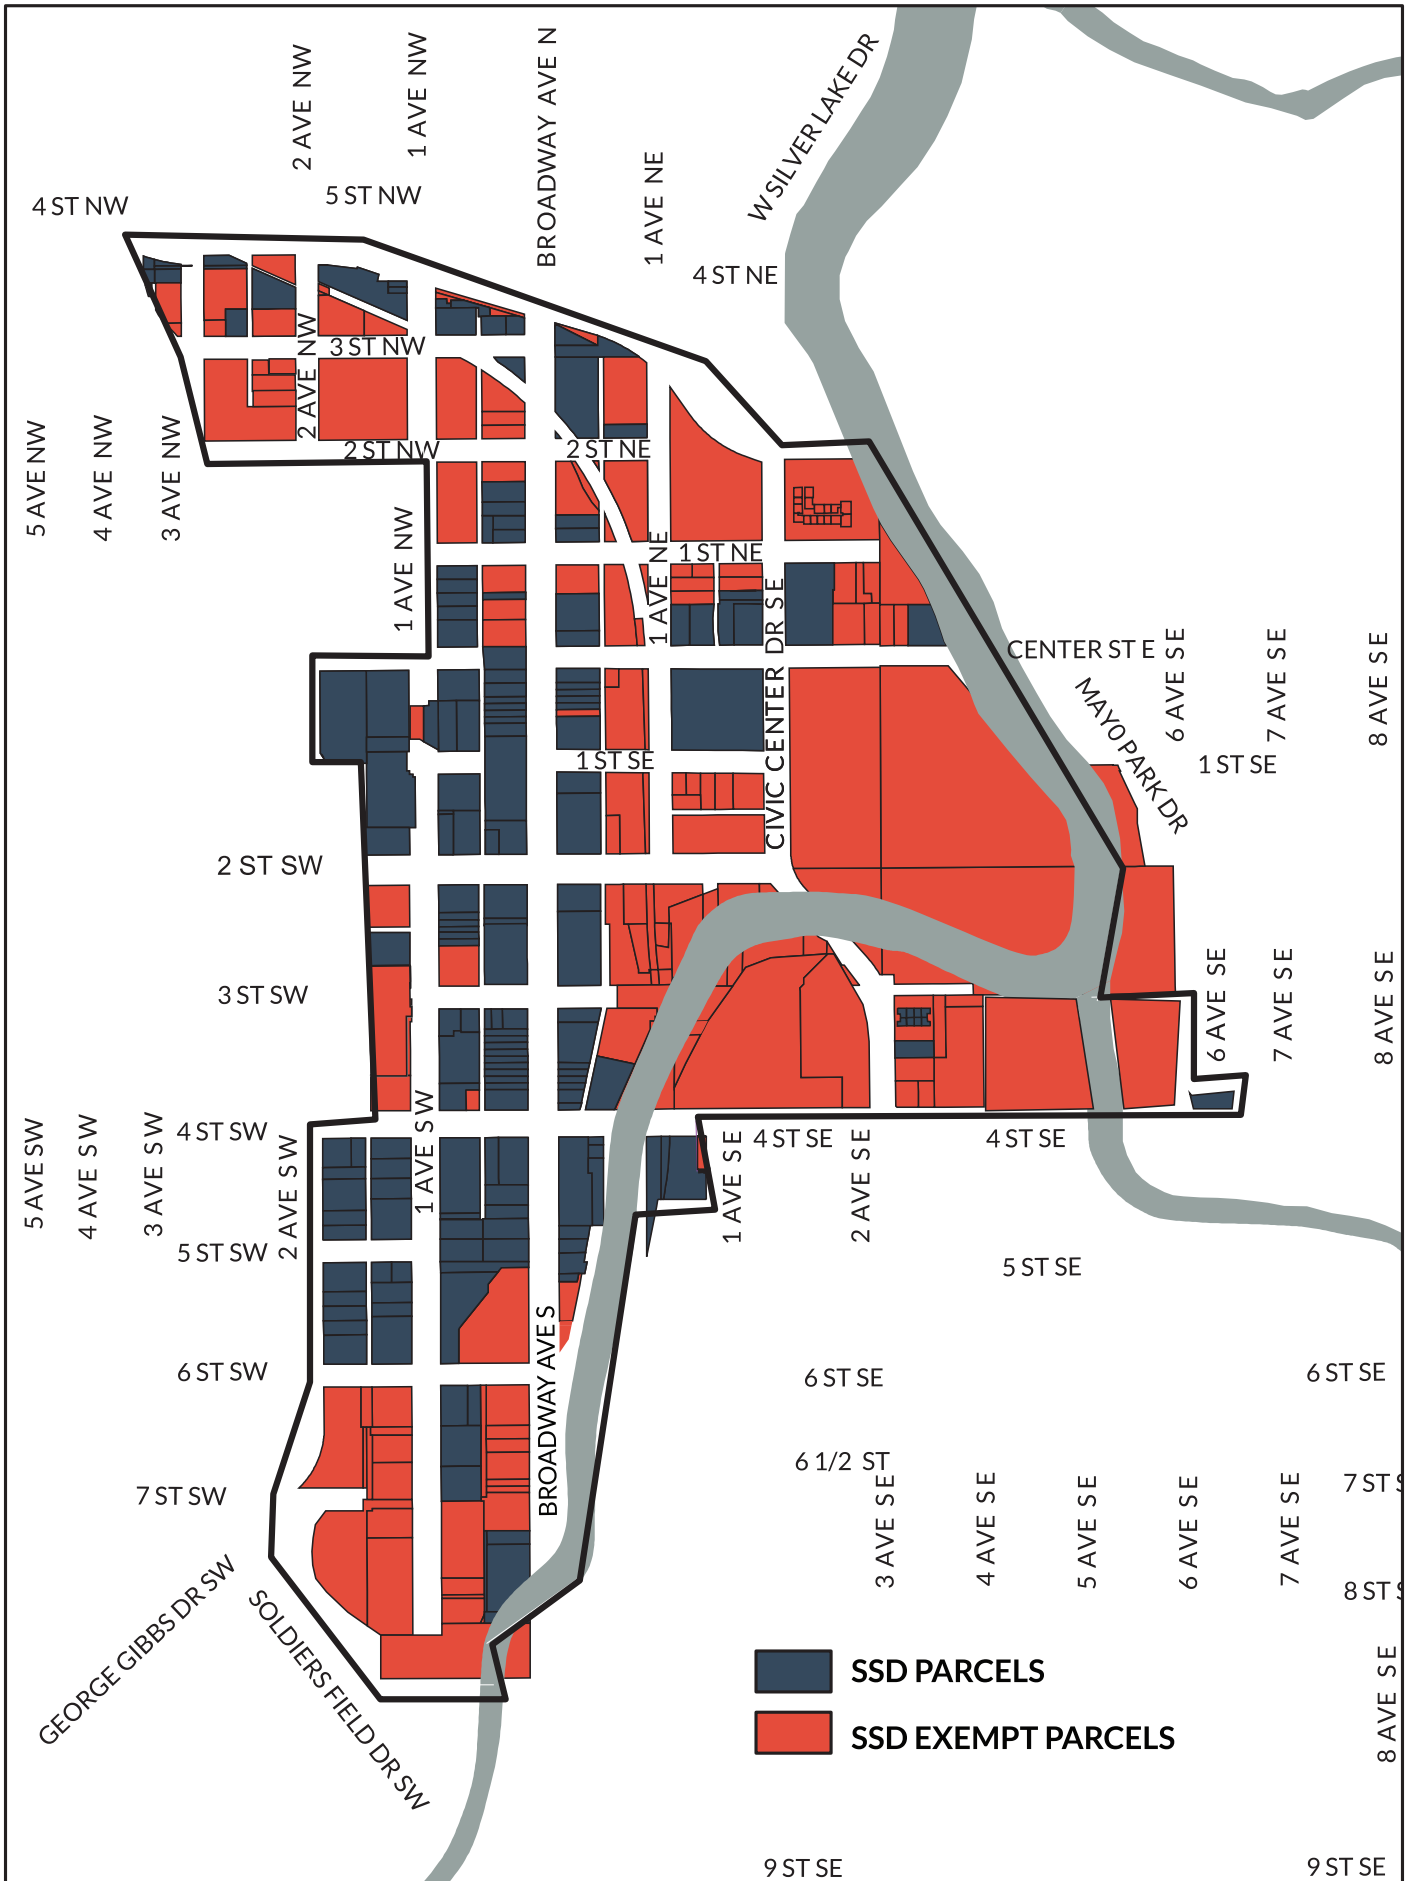 2 AVE NW
1 AVE NW
BROADWAY AVE N
W SILVER LAKE DR
1 AVE NE
5 ST NW
4 ST NW
4 ST NE
3 ST NW
2 AVE NW
2 ST NW
2 ST NE
5 AVE NW
4 AVE NW
3 AVE NW
1 AVE NW
1 AVE NE
1 ST NE
CIVIC CENTER DR SE
CENTER ST E
6 AVE SE
7 AVE SE
8 AVE SE
MAYO PARK DR
1 ST SE
1 ST SE
2 ST SW
3 ST SW
6 AVE SE
7 AVE SE
8 AVE SE
5 AVE SW
4 AVE SW
3 AVE SW
4 ST SW
2 AVE SW
1 AVE SW
1 AVE SE
4 ST SE
2 AVE SE
4 ST SE
5 ST SW
5 ST SE
6 ST SW
BROADWAY AVE S
6 ST SE
6 ST SE
6 1/2 ST
7 ST SW
3 AVE SE
4 AVE SE
5 AVE SE
6 AVE SE
7 AVE SE
7 ST S
8 ST S
GEORGE GIBBS DR SW
SOLDIERS FIELD DR SW
8 AVE SE
SSD PARCELS
SSD EXEMPT PARCELS
9 ST SE
9 ST SE